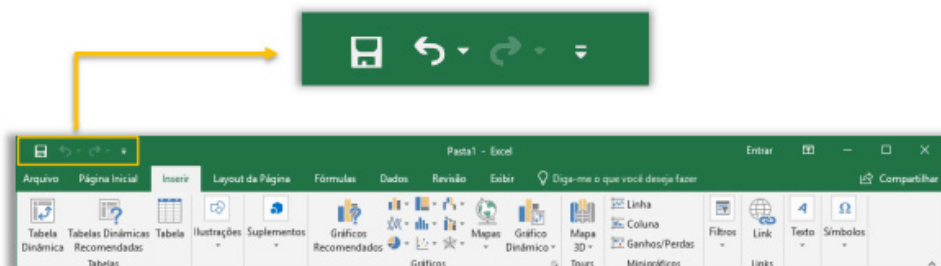 Pasta1 - Excel
Entrar
Arquivo Página Inicial Inserir Layout da Página Fórmulas Dados Revisão Exibir Diga-me o que você deseja fazer Compartilhar
Tabela Dinâmica
Tabelas Dinâmicas Recomendadas
Tabela
Ilustrações
Suplementos
Gráficos Recomendados
Mapas
Gráfico Dinâmico
Mapa 3D
Linha
Coluna
Ganhos/Perdas
Filtros
Link
Texto
Símbolos
Tabelas
Gráficos
Tours
Minigráficos
Links